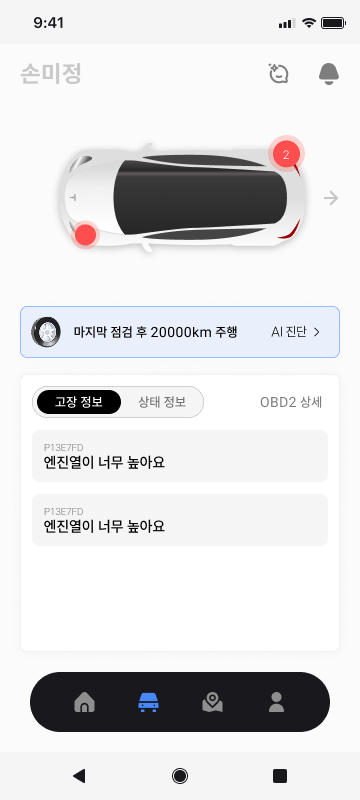 9:41
손미정
2
마지막 점검 후 20000km 주행
AI 진단
고장 정보
상태 정보
OBD2 상세
P13E7FD
엔진열이 너무 높아요
P13E7FD
엔진열이 너무 높아요